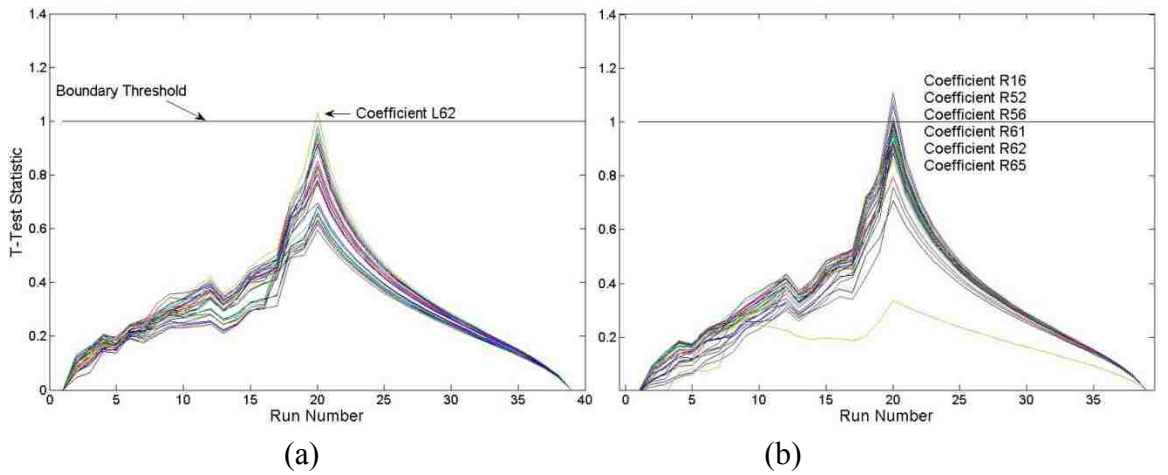 1.4
1.2
1
0.8
0.6
0.4
0.2
0
T-Test Statistic
Boundary Threshold
Coefficient L62
0 5 10 15 20 25 30 35 40
Run Number
(a)
1.4
1.2
1
0.8
0.6
0.4
0.2
Coefficient R16
Coefficient R52
Coefficient R56
Coefficient R61
Coefficient R62
Coefficient R65
0 5 10 15 20 25 30 35
Run Number
(b)